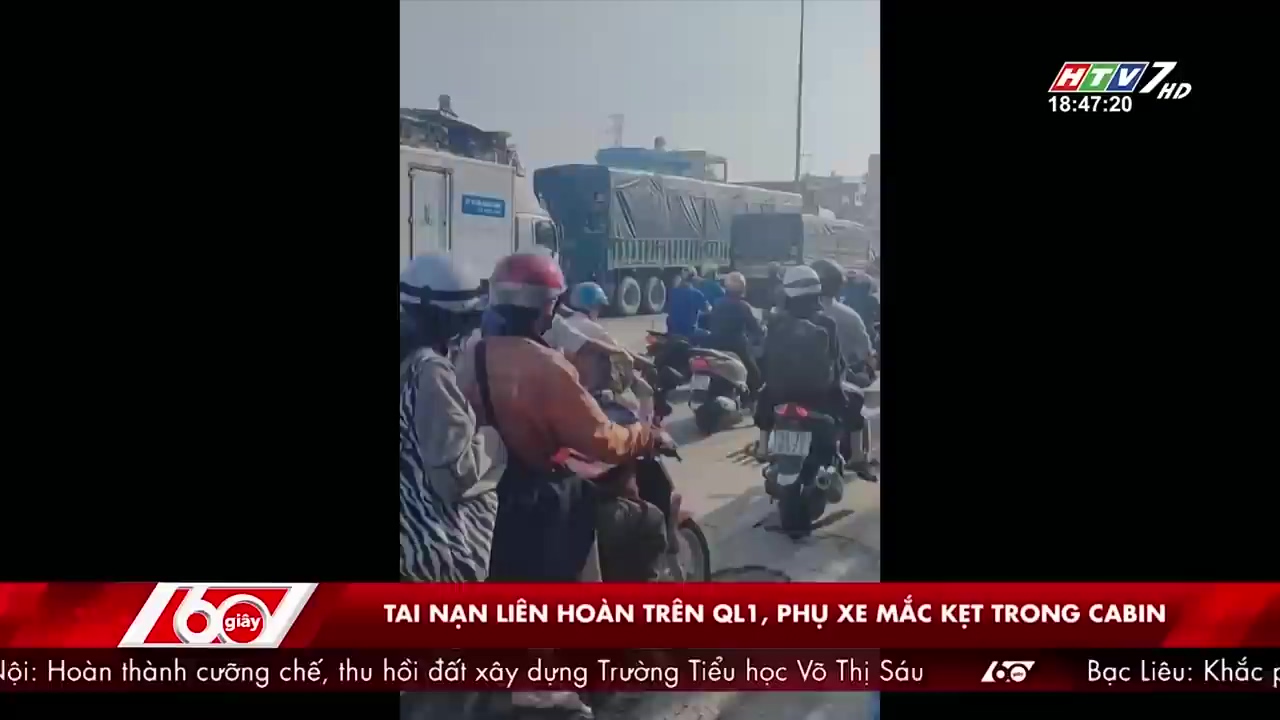 HTV7 HD
18:47:20
60 giây
TAI NẠN LIÊN HOÀN TRÊN QL1, PHỤ XE MẮC KẸT TRONG CABIN
Nội: Hoàn thành cưỡng chế, thu hồi đất xây dựng Trường Tiểu học Võ Thị Sáu 60 Bạc Liêu: Khắc p